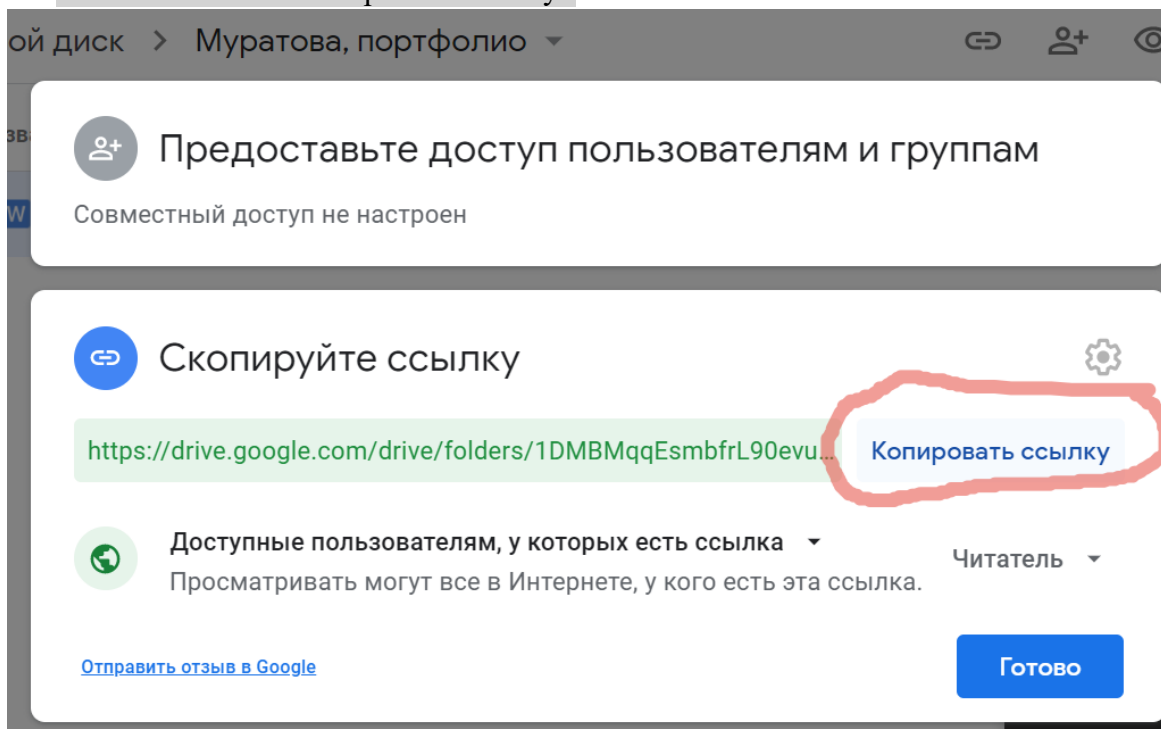 ой диск > Муратова, портфолио
зва
Предоставьте доступ пользователям и группам
W
Совместный доступ не настроен
Скопируйте ссылку
https://drive.google.com/drive/folders/1DMBMqqEsmbfrL90evu...
Копировать ссылку
Доступные пользователям, у которых есть ссылка
Читатель
Просматривать могут все в Интернете, у кого есть эта ссылка.
Отправить отзыв в Google
Готово